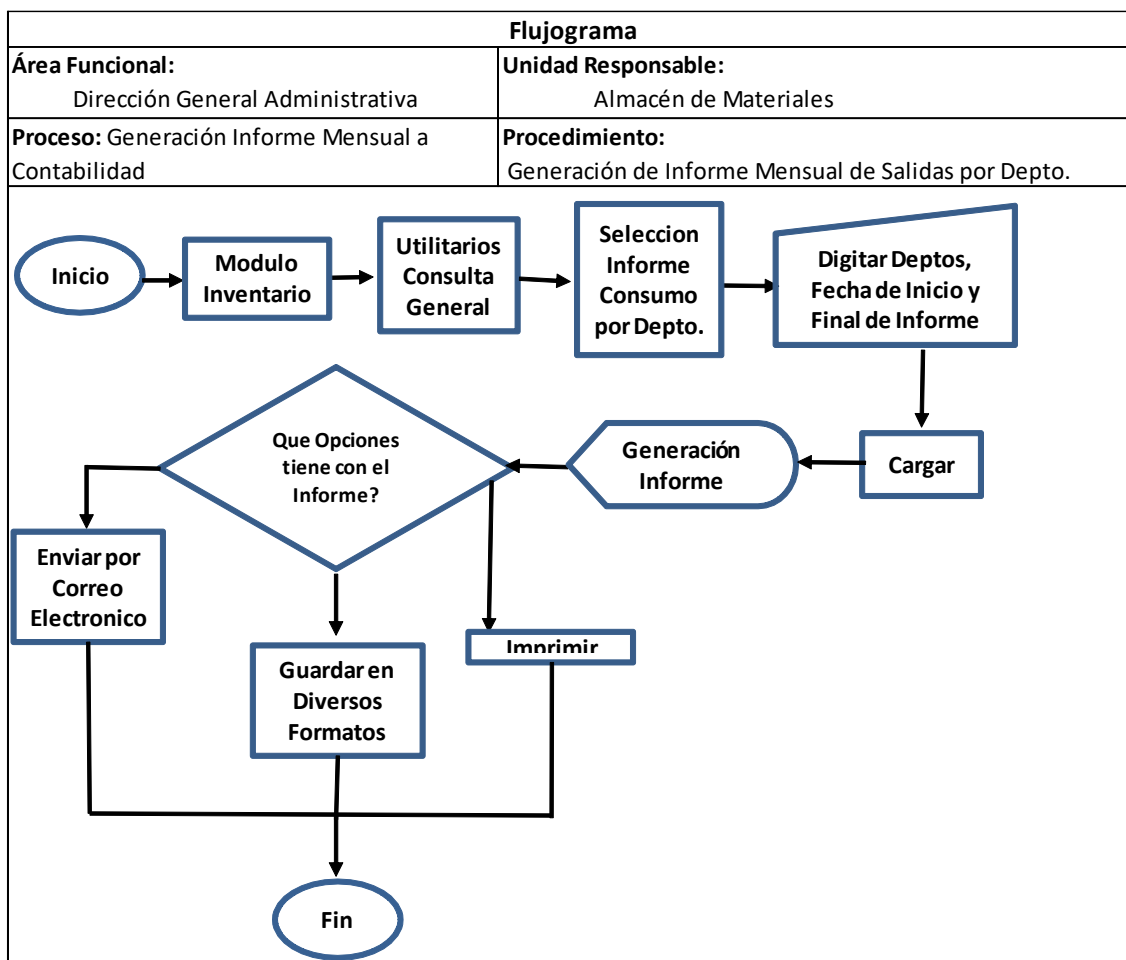 Flujograma
Área Funcional:
Dirección General Administrativa
Unidad Responsable:
Almacén de Materiales
Proceso: Generación Informe Mensual a
Contabilidad
Procedimiento:
Generación de Informe Mensual de Salidas por Depto.
Inicio
Modulo
Inventario
Utilitarios
Consulta
General
Seleccion
Informe
Consumo
por Depto.
Digitar Deptos,
Fecha de Inicio y
Final de Informe
Cargar
Generación
Informe
Que Opciones
tiene con el
Informe?
Enviar por
Correo
Electronico
Guardar en
Diversos
Formatos
Imprimir
Fin